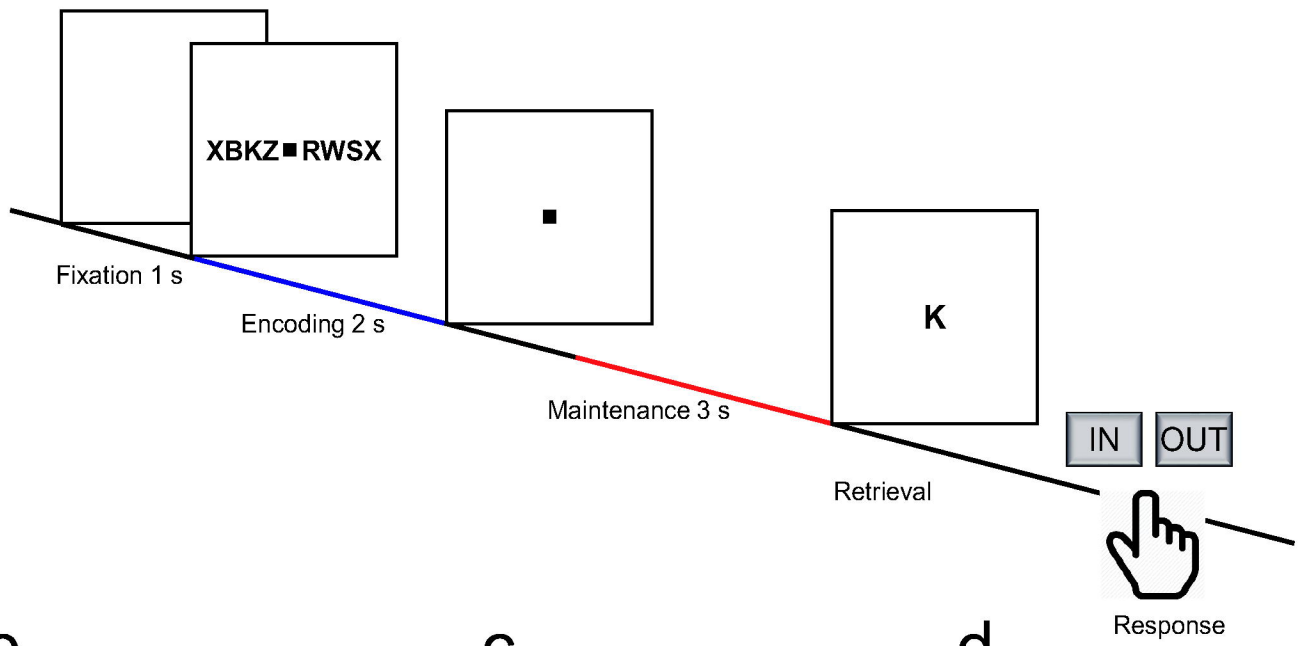 XBKZ■RWSX
Fixation 1 s
Encoding 2 s
Maintenance 3 s
K
IN OUT
Retrieval
Response
c
d